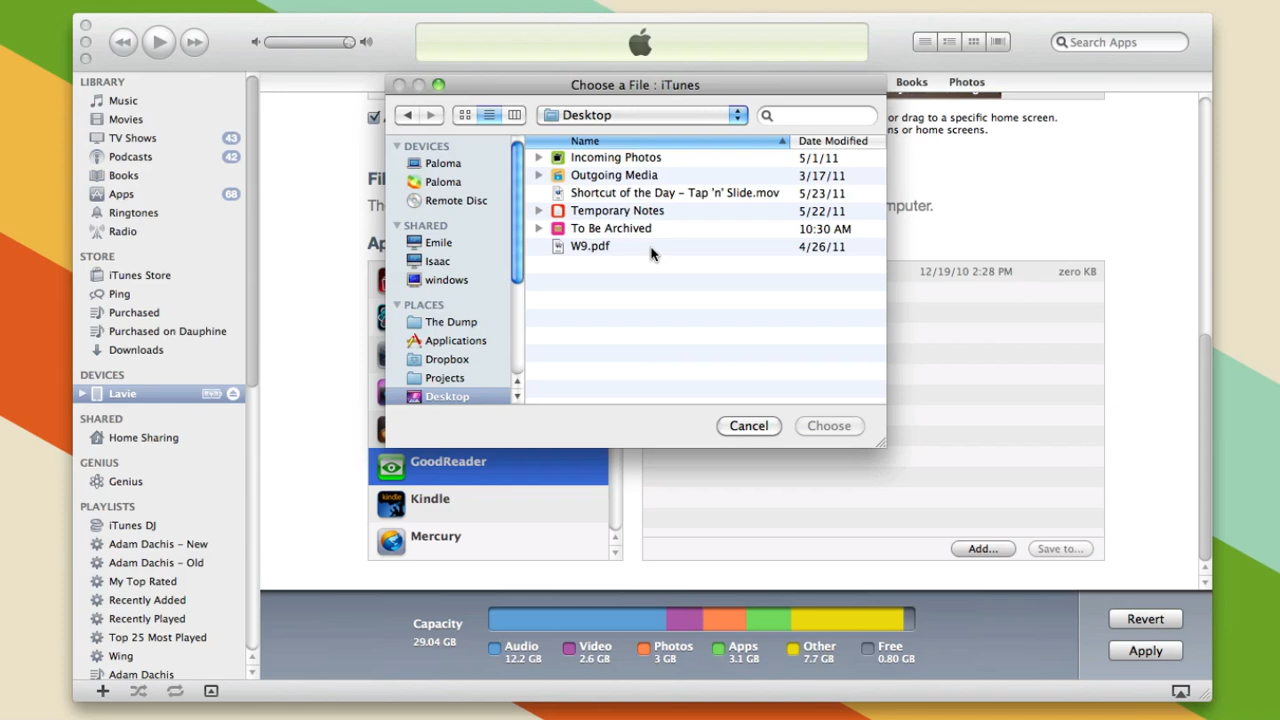 Search Apps
LIBRARY
Music
Movies
TV Shows 43
Podcasts 42
Books
Apps 68
Ringtones
Radio
STORE
iTunes Store
Ping
Purchased
Purchased on Dauphine
Downloads
DEVICES
Lavie
SHARED
Home Sharing
GENIUS
Genius
PLAYLISTS
iTunes DJ
Adam Dachis – New
Adam Dachis – Old
My Top Rated
Recently Added
Recently Played
Top 25 Most Played
Wing
Adam Dachis
Books Photos
or drag to a specific home screen.
ns or home screens.
Fil
The
mputer.
Ap
12/19/10 2:28 PM zero KB
Choose a File : iTunes
Desktop
DEVICES
Paloma
Paloma
Remote Disc
SHARED
Emile
Isaac
windows
PLACES
The Dump
Applications
Dropbox
Projects
Desktop
Name Date Modified
Incoming Photos 5/1/11
Outgoing Media 3/17/11
Shortcut of the Day – Tap 'n' Slide.mov 5/23/11
Temporary Notes 5/22/11
To Be Archived 10:30 AM
W9.pdf 4/26/11
Cancel Choose
GoodReader
kindle
Kindle
Mercury
Add... Save to...
Capacity
29.04 GB
Audio
12.2 GB
Video
2.6 GB
Photos
3 GB
Apps
3.1 GB
Other
7.7 GB
Free
0.80 GB
Revert
Apply